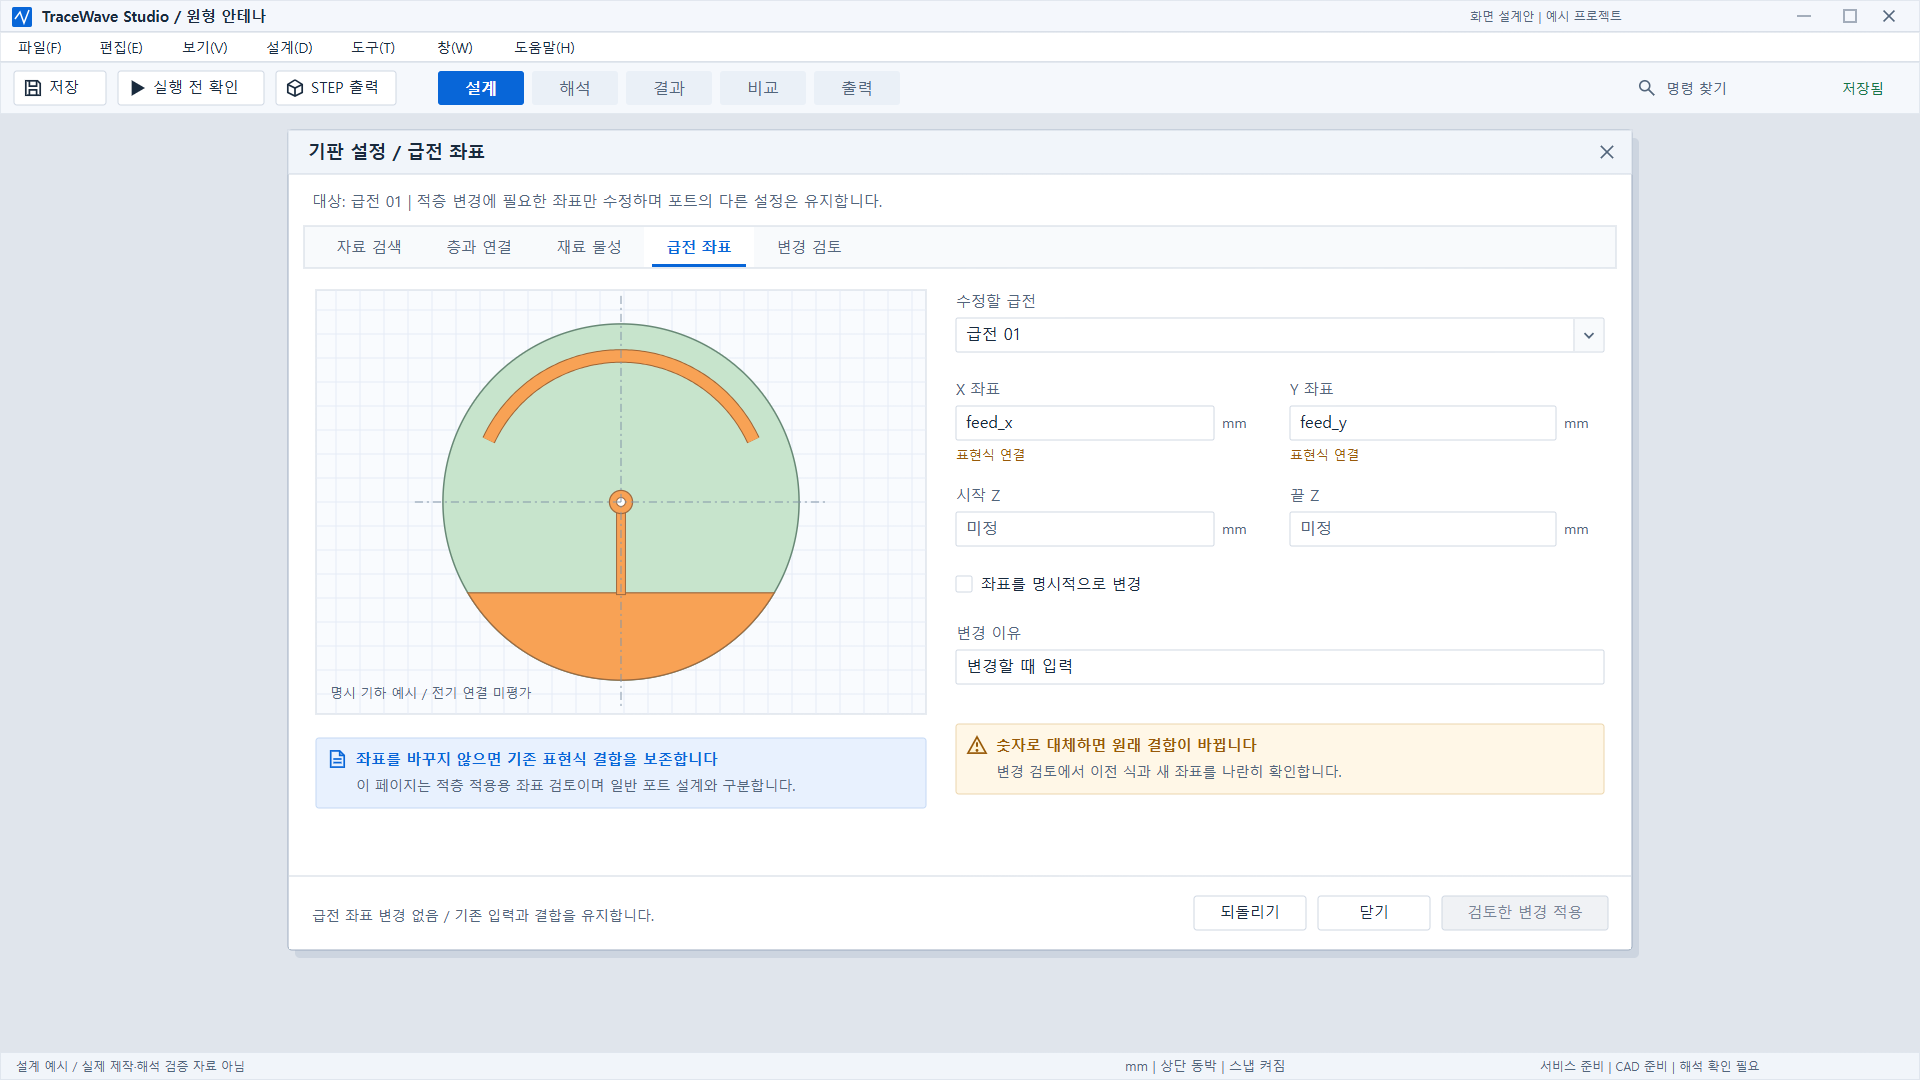 TraceWave Studio / 원형 안테나
화면 설계안 | 예시 프로젝트
파일(F) 편집(E) 보기(V) 설계(D) 도구(T) 창(W) 도움말(H)
저장 실행 전 확인 STEP 출력 설계 해석 결과 비교 출력 명령 찾기 저장됨
기판 설정 / 급전 좌표
대상: 급전 01 | 적층 변경에 필요한 좌표만 수정하며 포트의 다른 설정은 유지합니다.
자료 검색 층과 연결 재료 물성 급전 좌표 변경 검토
명시 기하 예시 / 전기 연결 미평가
좌표를 바꾸지 않으면 기존 표현식 결합을 보존합니다
이 페이지는 적층 적용용 좌표 검토이며 일반 포트 설계와 구분합니다.
수정할 급전
급전 01
X 좌표 Y 좌표
feed_x mm feed_y mm
표현식 연결 표현식 연결
시작 Z 끝 Z
미정 mm 미정 mm
좌표를 명시적으로 변경
변경 이유
변경할 때 입력
숫자로 대체하면 원래 결합이 바뀝니다
변경 검토에서 이전 식과 새 좌표를 나란히 확인합니다.
급전 좌표 변경 없음 / 기존 입력과 결합을 유지합니다.
되돌리기 닫기 검토한 변경 적용
설계 예시 / 실제 제작·해석 검증 자료 아님
mm | 상단 동박 | 스냅 켜짐
서비스 준비 | CAD 준비 | 해석 확인 필요